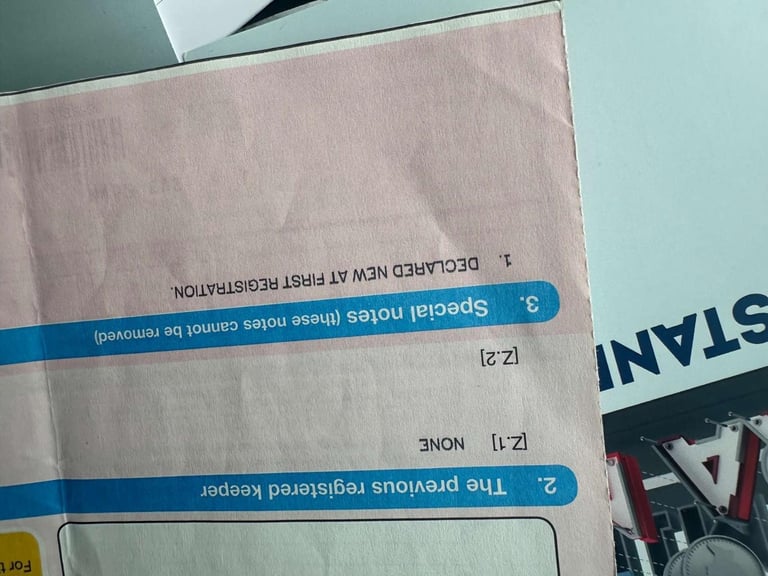 For t
2. The previous registered keeper
[Z.1] NONE
[Z.2]
3. Special notes (these notes cannot be removed)
1. DECLARED NEW AT FIRST REGISTRATION.
STAN